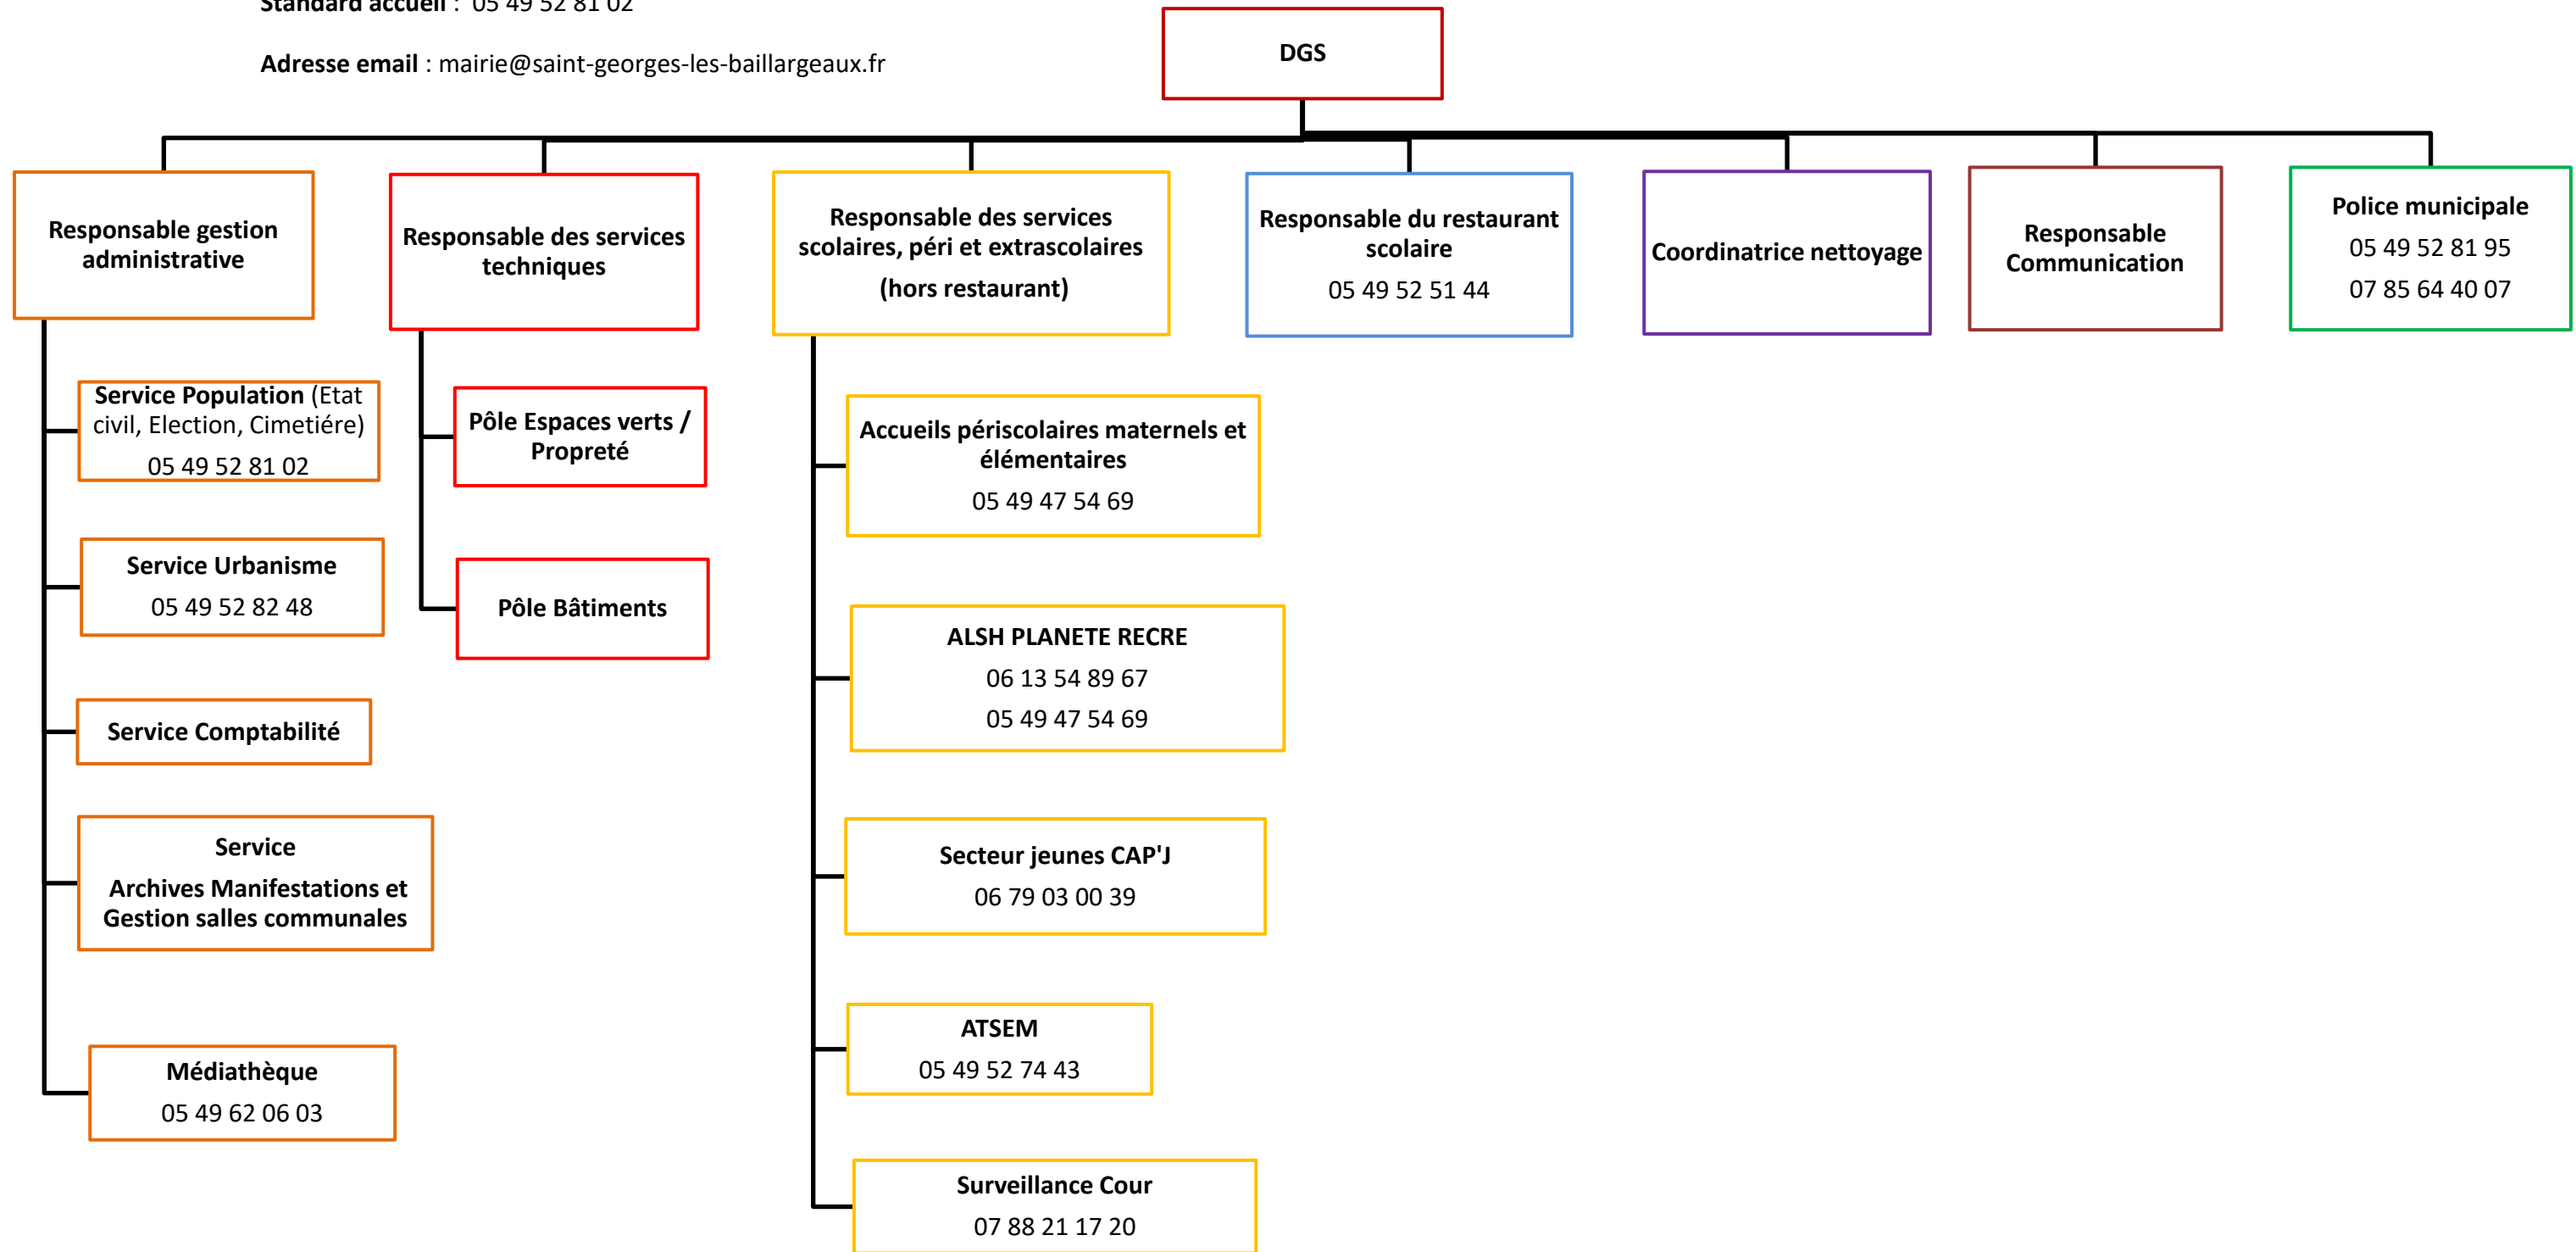 Standard accueil : 05 49 52 81 02
Adresse email : mairie@saint-georges-les-baillargeaux.fr
DGS
Responsable gestion
administrative
Service Population (Etat
civil, Election, Cimetiére)
05 49 52 81 02
Service Urbanisme
05 49 52 82 48
Service Comptabilité
Service
Archives Manifestations et
Gestion salles communales
Médiathèque
05 49 62 06 03
Responsable des services
techniques
Pôle Espaces verts /
Propreté
Pôle Bâtiments
Responsable des services
scolaires, péri et extrascolaires
(hors restaurant)
Accueils périscolaires maternels et
élémentaires
05 49 47 54 69
ALSH PLANETE RECRE
06 13 54 89 67
05 49 47 54 69
Secteur jeunes CAP'J
06 79 03 00 39
ATSEM
05 49 52 74 43
Surveillance Cour
07 88 21 17 20
Responsable du restaurant
scolaire
05 49 52 51 44
Coordinatrice nettoyage
Responsable
Communication
Police municipale
05 49 52 81 95
07 85 64 40 07